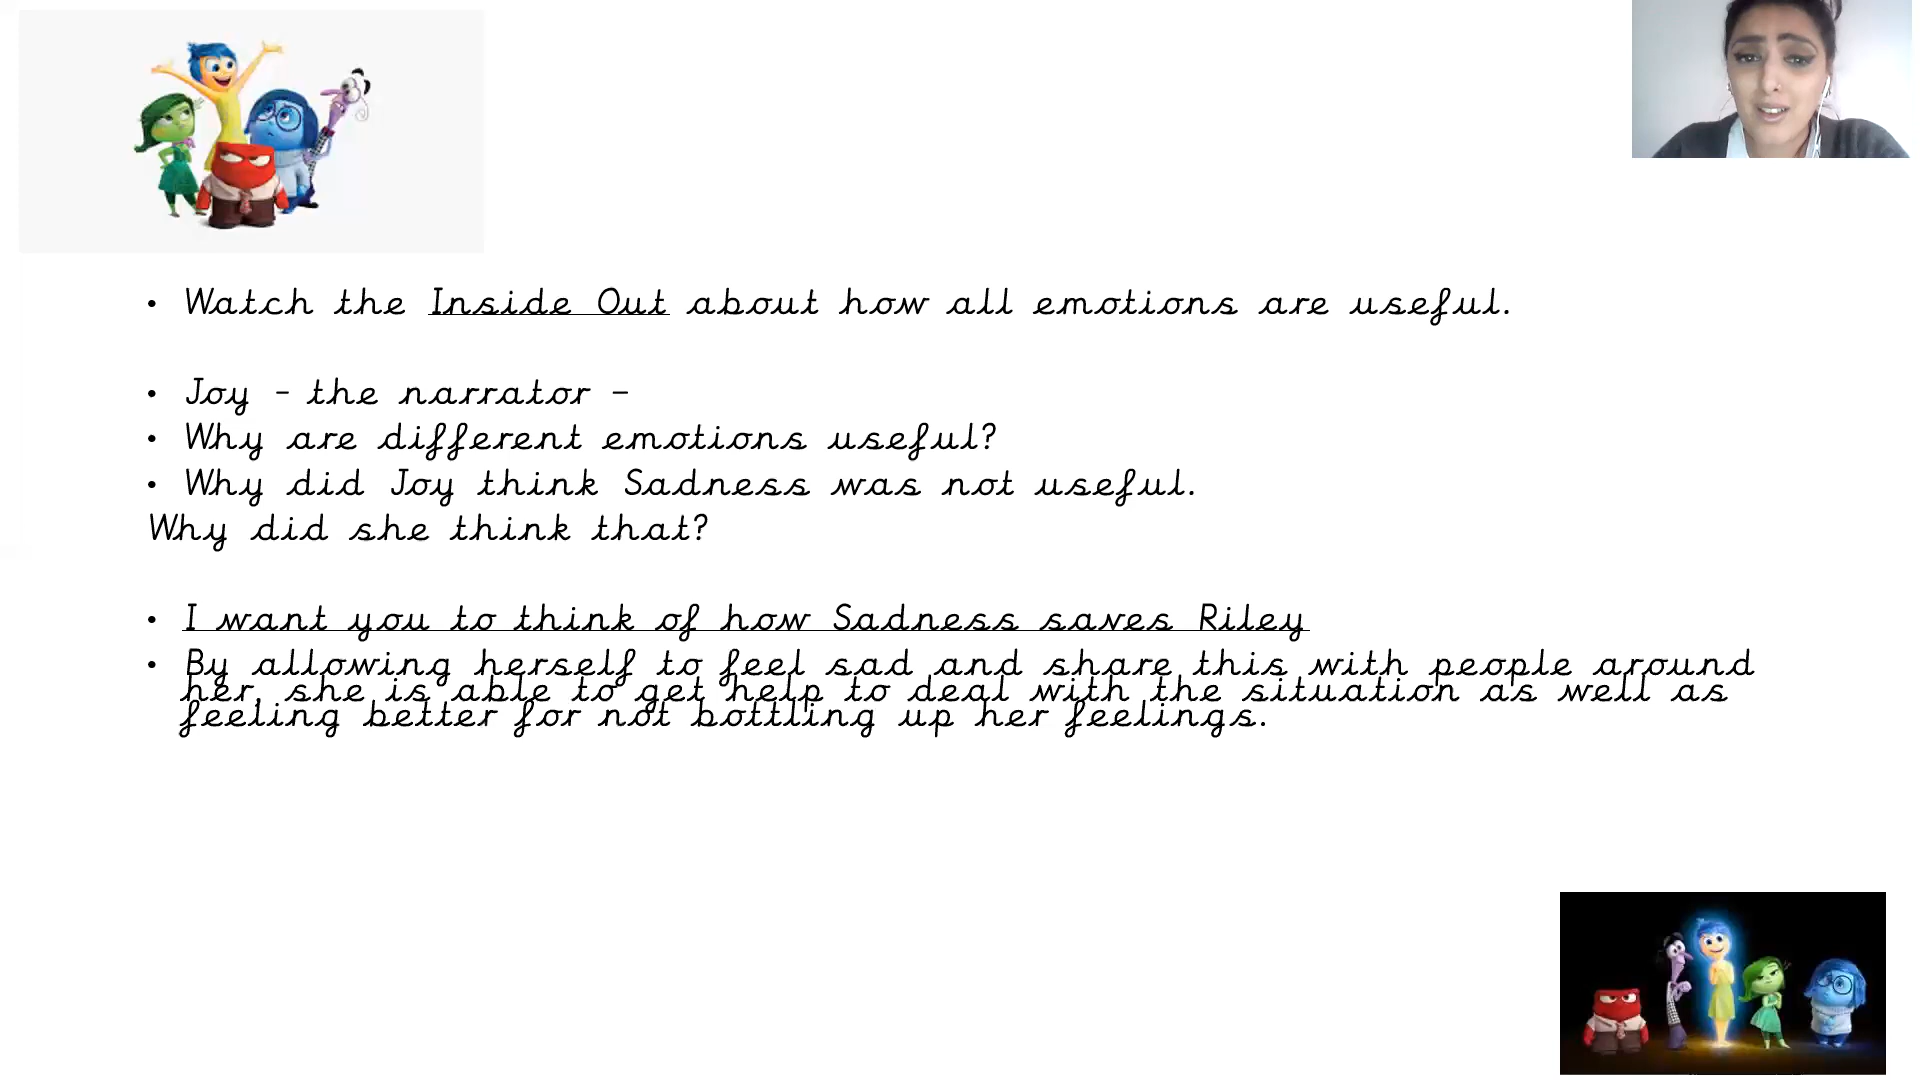 • Watch the Inside Out about how all emotions are useful.
• Joy - the narrator –
• Why are different emotions useful?
• Why did Joy think Sadness was not useful.
Why did she think that?
• I want you to think of how Sadness saves Riley
• By allowing herself to feel sad and share this with people around
her, she is able to get help to deal with the situation as well as
feeling better for not bottling up her feelings.